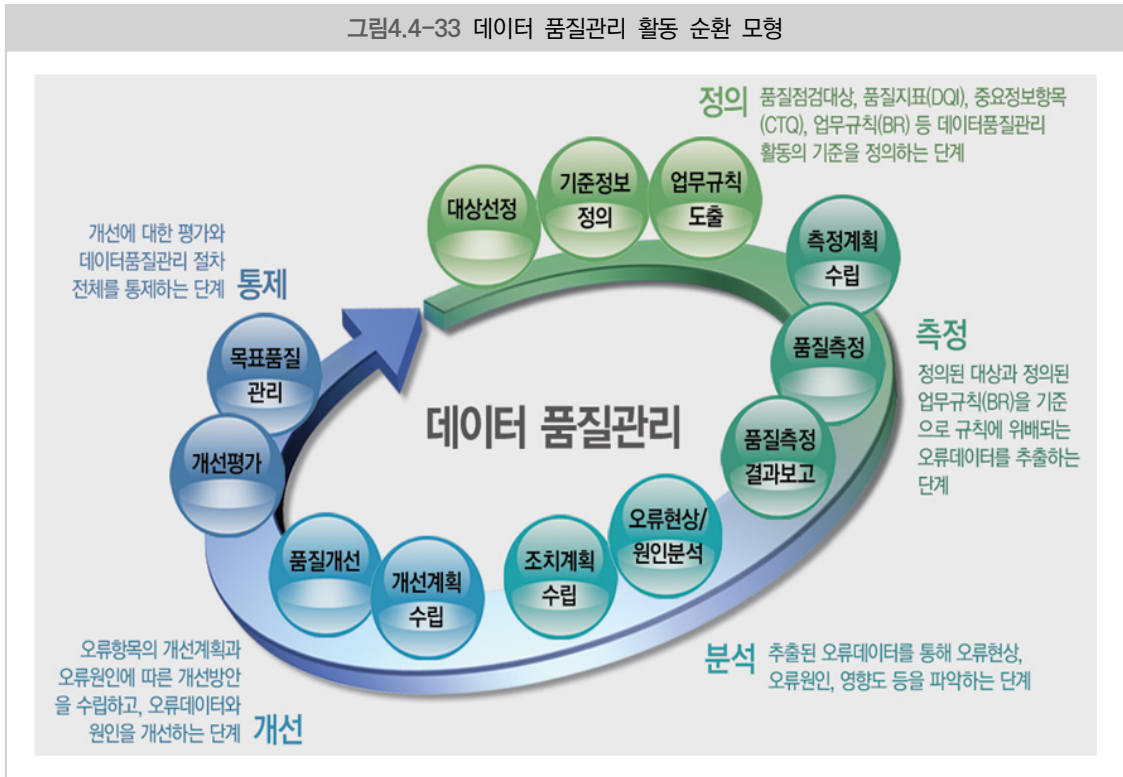 그림4.4-33 데이터 품질관리 활동 순환 모형
정의
품질점검대상, 품질지표(DQI), 중요정보항목
(CTQ), 업무규칙(BR) 등 데이터품질관리
활동의 기준을 정의하는 단계
대상선정
기준정보
정의
업무규칙
도출
측정계획
수립
품질측정
품질측정
결과보고
측정
정의된 대상과 정의된
업무규칙(BR)을 기준
으로 규칙에 위배되는
오류데이터를 추출하는
단계
데이터 품질관리
오류현상/
원인분석
조치계획
수립
분석
추출된 오류데이터를 통해 오류현상,
오류원인, 영향도 등을 파악하는 단계
개선계획
수립
품질개선
오류항목의 개선계획과
오류원인에 따른 개선방안
을 수립하고, 오류데이터와
원인을 개선하는 단계
개선
개선평가
목표품질
관리
개선에 대한 평가와
데이터품질관리 절차
전체를 통제하는 단계
통제